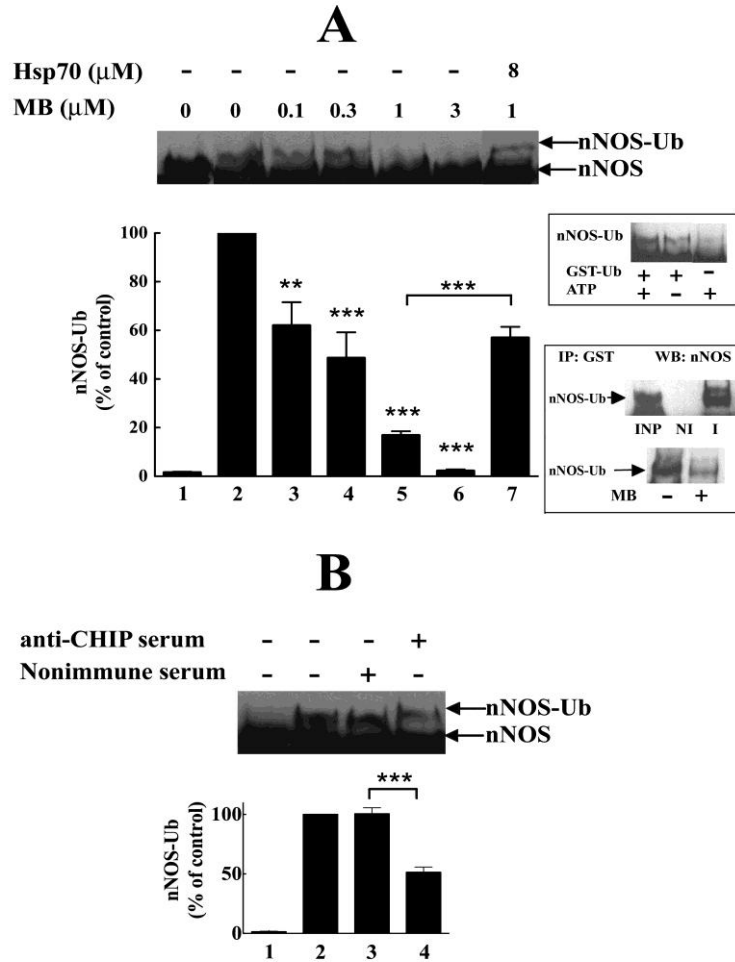 A
Hsp70 (μM) - - - - - - 8
MB (μM) 0 0 0.1 0.3 1 3 1
nNOS-Ub
nNOS
nNOS-Ub
(% of control)
100
80
60
40
20
0
**
***
***
***
***
1 2 3 4 5 6 7
nNOS-Ub
GST-Ub + + -
ATP + - +
IP: GST WB: nNOS
nNOS-Ub
INP NI I
nNOS-Ub
MB - +
B
anti-CHIP serum - - - +
Nonimmune serum - - + -
nNOS-Ub
nNOS
nNOS-Ub
(% of control)
100
50
0
***
1 2 3 4